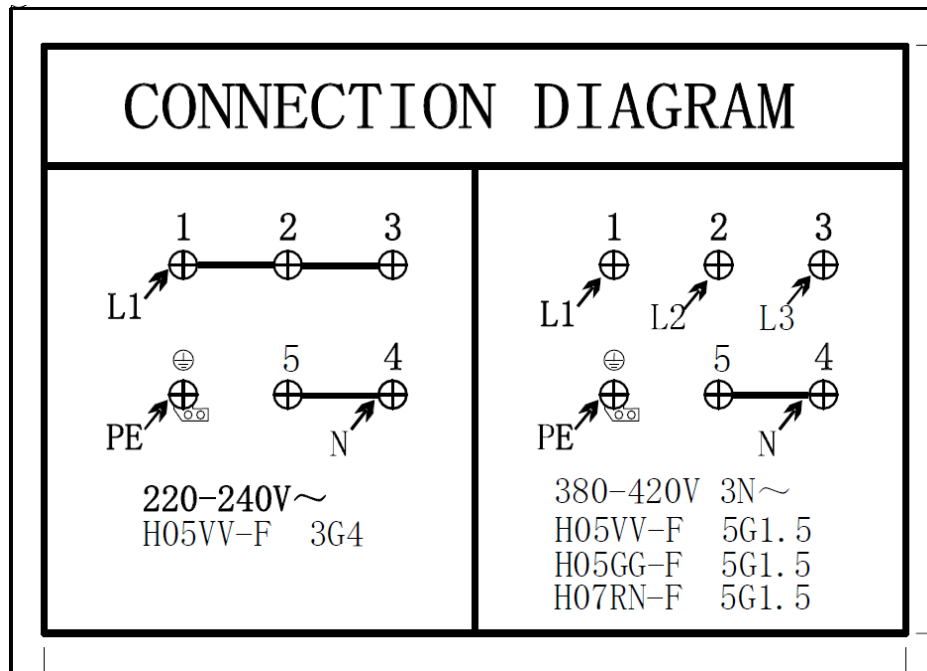 CONNECTION DIAGRAM
1 2 3
L1
5 4
PE N
220-240V～
H05VV-F 3G4
1 2 3
L1 L2 L3
5 4
PE N
380-420V 3N～
H05VV-F 5G1.5
H05GG-F 5G1.5
H07RN-F 5G1.5